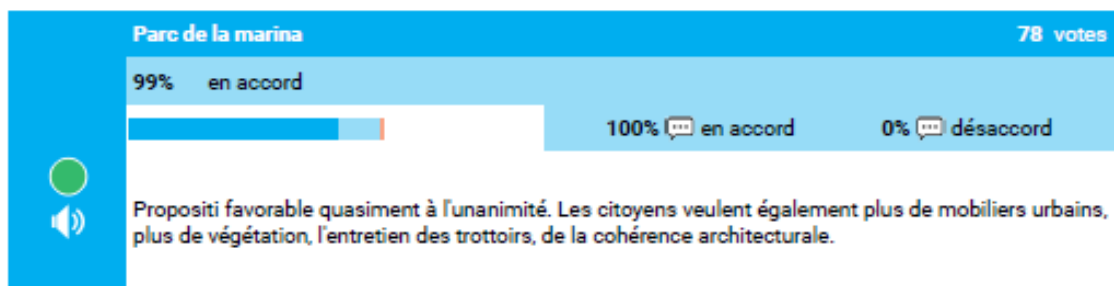 Parc de la marina 78 votes
99% en accord
100% en accord 0% désaccord
Propositi favorable quasiment à l'unanimité. Les citoyens veulent également plus de mobiliers urbains,
plus de végétation, l'entretien des trottoirs, de la cohérence architecturale.